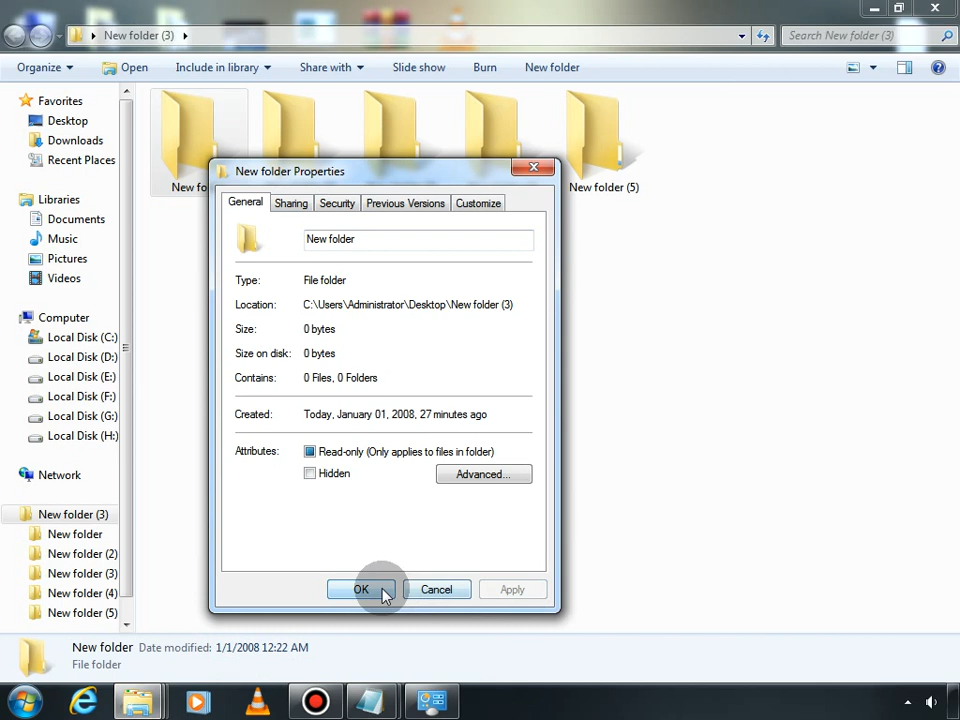 New folder (3)
Search New folder (3)
Organize
Open
Include in library
Share with
Slide show
Burn
New folder
Favorites
Desktop
Downloads
Recent Places
Libraries
Documents
Music
Pictures
Videos
Computer
Local Disk (C:)
Local Disk (D:)
Local Disk (E:)
Local Disk (F:)
Local Disk (G:)
Local Disk (H:)
Network
New folder (3)
New folder
New folder (2)
New folder (3)
New folder (4)
New folder (5)
New fo
New folder (5)
New folder Properties
General
Sharing
Security
Previous Versions
Customize
New folder
Type: File folder
Location: C:\Users\Administrator\Desktop\New folder (3)
Size: 0 bytes
Size on disk: 0 bytes
Contains: 0 Files, 0 Folders
Created: Today, January 01, 2008, 27 minutes ago
Attributes: Read-only (Only applies to files in folder)
Hidden
Advanced...
OK
Cancel
Apply
New folder Date modified: 1/1/2008 12:22 AM
File folder